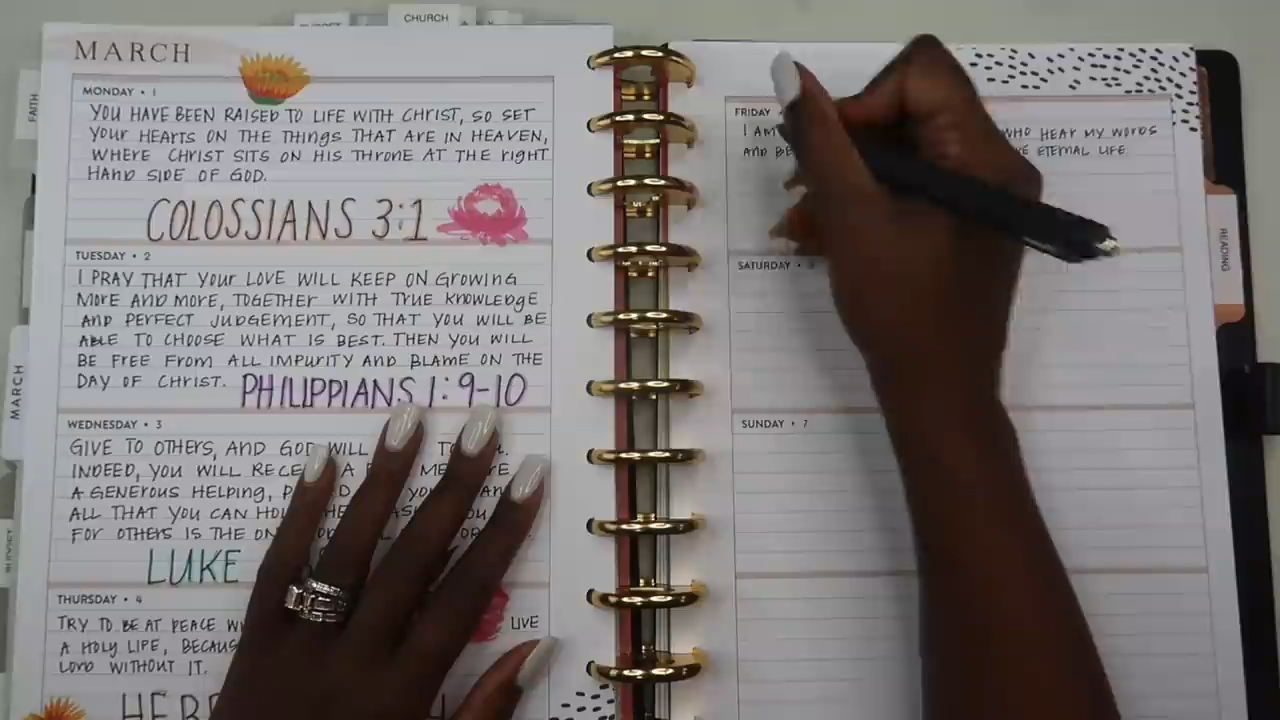 CHURCH
FAITH
MARCH
MONDAY • 1
YOU HAVE BEEN RAISED TO LIFE WITH CHRIST, SO SET
YOUR HEARTS ON THE THINGS THAT ARE IN HEAVEN,
WHERE CHRIST SITS ON HIS THRONE AT THE RIGHT
HAND SIDE OF GOD.
COLOSSIANS 3:1
TUESDAY • 2
I PRAY THAT YOUR LOVE WILL KEEP ON GROWING
MORE AND MORE, TOGETHER WITH TRUE KNOWLEDGE
AND PERFECT JUDGEMENT, SO THAT YOU WILL BE
ABLE TO CHOOSE WHAT IS BEST. THEN YOU WILL
BE FREE FROM ALL IMPURITY AND BLAME ON THE
DAY OF CHRIST.
PHILIPPIANS 1:9-10
MARCH
WEDNESDAY • 3
GIVE TO OTHERS, AND GOD WILL
INDEED, YOU WILL A
A GENEROUS HELPING,
ALL THAT YOU CAN
FOR OTHERS IS THE
LUKE
BUDGET
THURSDAY • 4
TRY TO BE AT PEACE LIVE
A HOLY LIFE,
LORD WITHOUT IT.
FRIDAY
I AM WHO HEAR MY WORDS
AND ETERNAL LIFE.
SATURDAY •
SUNDAY • 7
READING